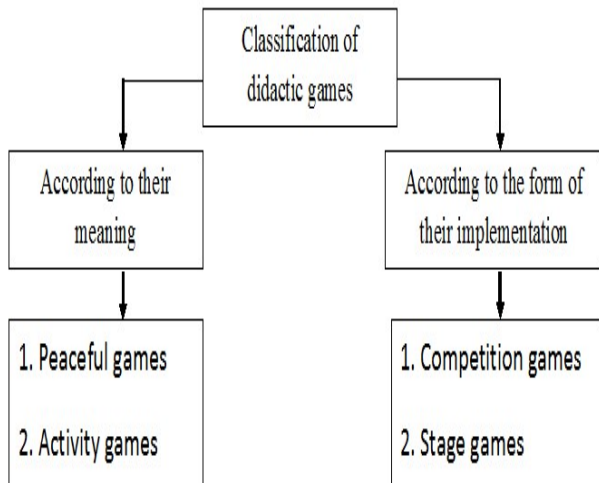 Classification of
didactic games
According to their
meaning
According to the form of
their implementation
1. Peaceful games
2. Activity games
1. Competition games
2. Stage games